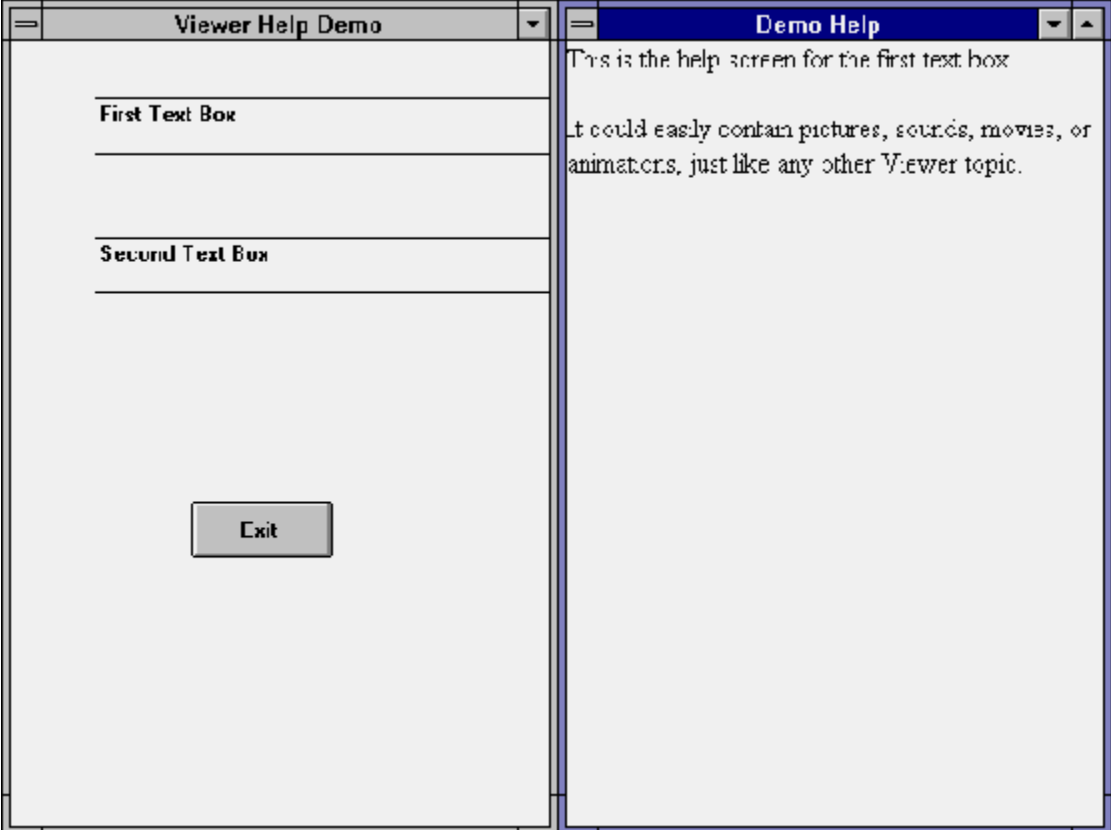 Viewer Help Demo
First Text Box
Second Text Box
Exit
Demo Help
This is the help screen for the first text box
It could easily contain pictures, sounds, movies, or
animations, just like any other Viewer topic.